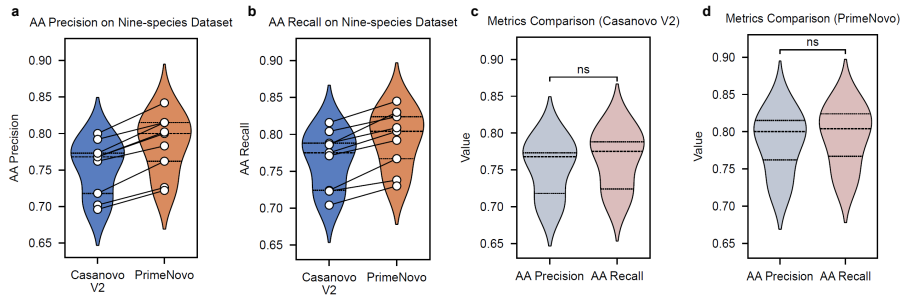 a
AA Precision on Nine-species Dataset
AA Precision
0.90
0.85
0.80
0.75
0.70
0.65
Casanovo V2
PrimeNovo
b
AA Recall on Nine-species Dataset
AA Recall
0.90
0.85
0.80
0.75
0.70
0.65
Casanovo V2
PrimeNovo
c
Metrics Comparison (Casanovo V2)
Value
0.90
0.85
0.80
0.75
0.70
0.65
ns
AA Precision
AA Recall
d
Metrics Comparison (PrimeNovo)
Value
0.90
0.85
0.80
0.75
0.70
0.65
ns
AA Precision
AA Recall